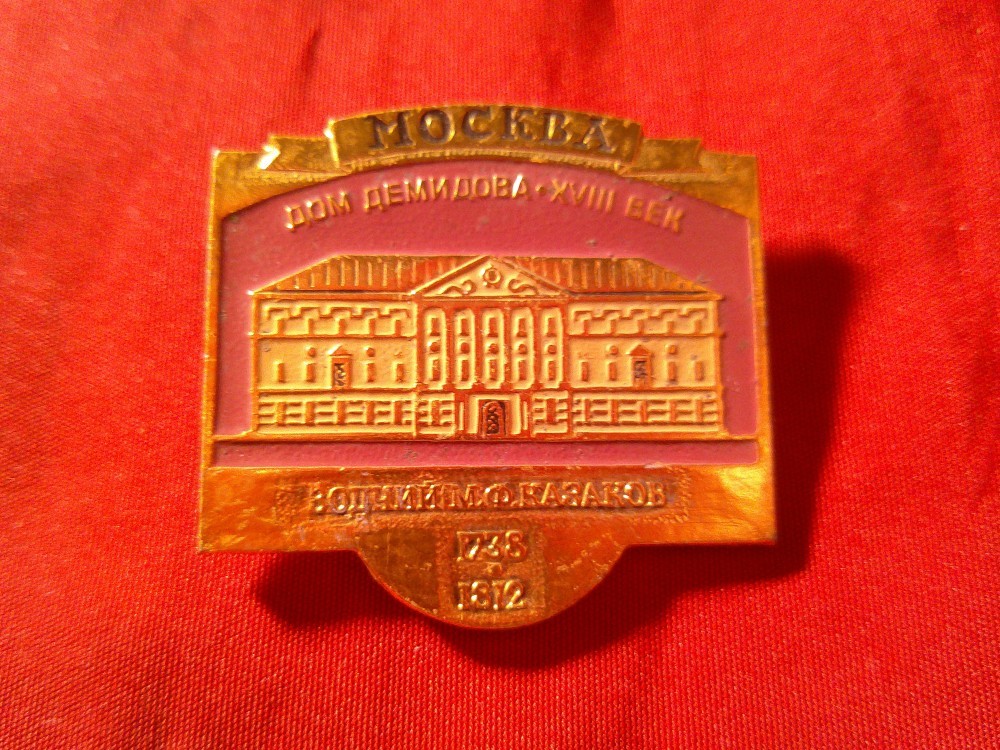 МОСКВА
ДОМ ДЕМИДОВА • XVIII ВЕК
ЗОДЧИЙ М.Ф. КАЗАКОВ
1738
1812